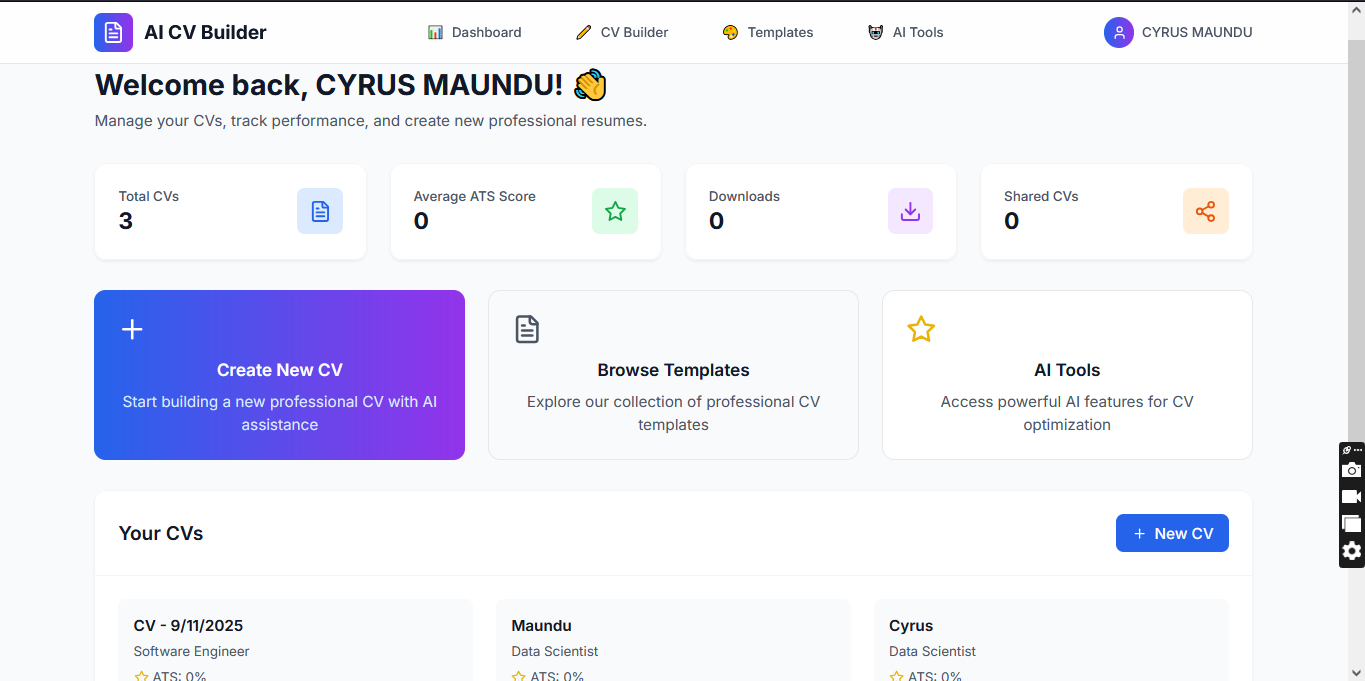 AI CV Builder
Dashboard
CV Builder
Templates
AI Tools
CYRUS MAUNDU
Welcome back, CYRUS MAUNDU!
Manage your CVs, track performance, and create new professional resumes.
Total CVs
3
Average ATS Score
0
Downloads
0
Shared CVs
0
Create New CV
Start building a new professional CV with AI
assistance
Browse Templates
Explore our collection of professional CV
templates
AI Tools
Access powerful AI features for CV
optimization
Your CVs
+ New CV
CV - 9/11/2025
Software Engineer
ATS: 0%
Maundu
Data Scientist
ATS: 0%
Cyrus
Data Scientist
ATS: 0%